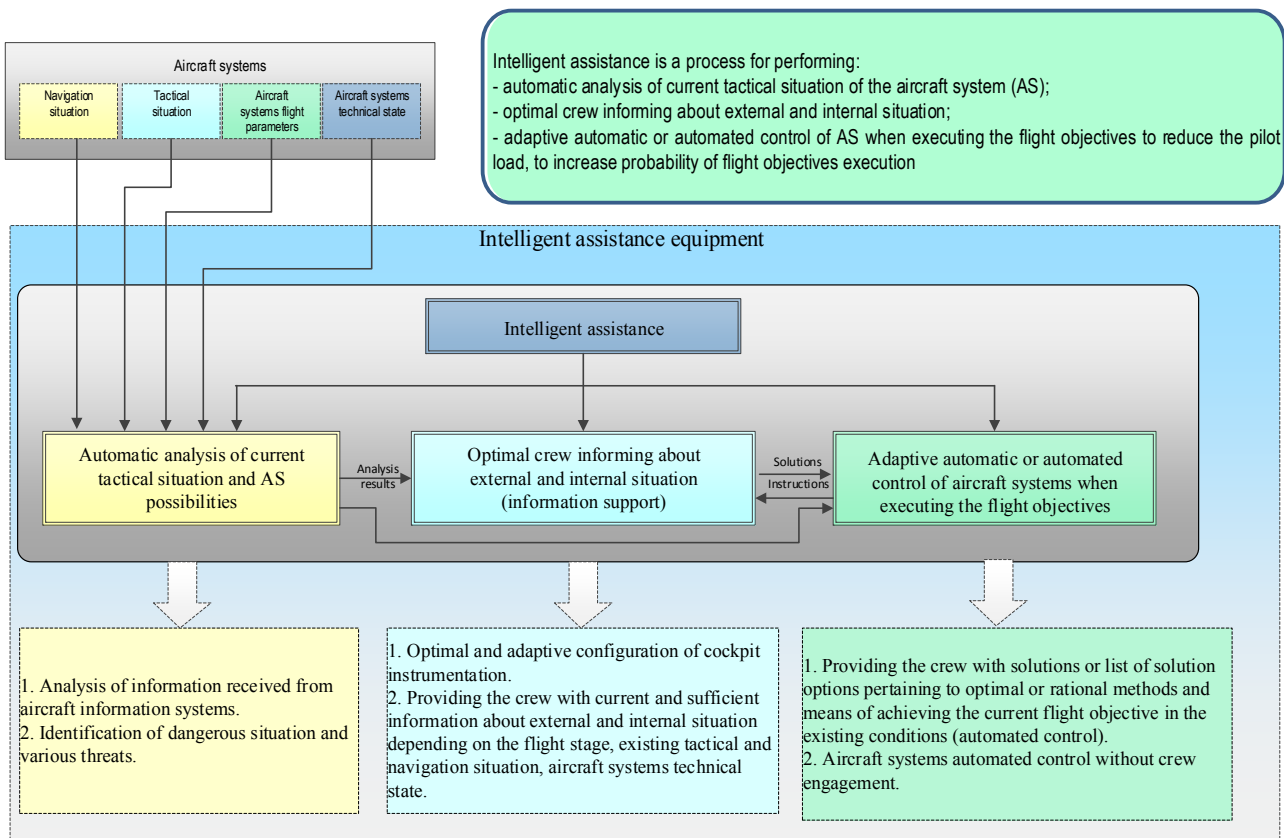 Aircraft systems
Navigation
situation
Tactical
situation
Aircraft
systems flight
parameters
Aircraft systems
technical state
Intelligent assistance is a process for performing:
- automatic analysis of current tactical situation of the aircraft system (AS);
- optimal crew informing about external and internal situation;
- adaptive automatic or automated control of AS when executing the flight objectives to reduce the pilot
load, to increase probability of flight objectives execution
Intelligent assistance equipment
Intelligent assistance
Automatic analysis of current
tactical situation and AS
possibilities
Analysis
results
Optimal crew informing about
external and internal situation
(information support)
Solutions
Instructions
Adaptive automatic or automated
control of aircraft systems when
executing the flight objectives
1. Analysis of information received from
aircraft information systems.
2. Identification of dangerous situation and
various threats.
1. Optimal and adaptive configuration of cockpit
instrumentation.
2. Providing the crew with current and sufficient
information about external and internal situation
depending on the flight stage, existing tactical and
navigation situation, aircraft systems technical
state.
1. Providing the crew with solutions or list of solution
options pertaining to optimal or rational methods and
means of achieving the current flight objective in the
existing conditions (automated control).
2. Aircraft systems automated control without crew
engagement.